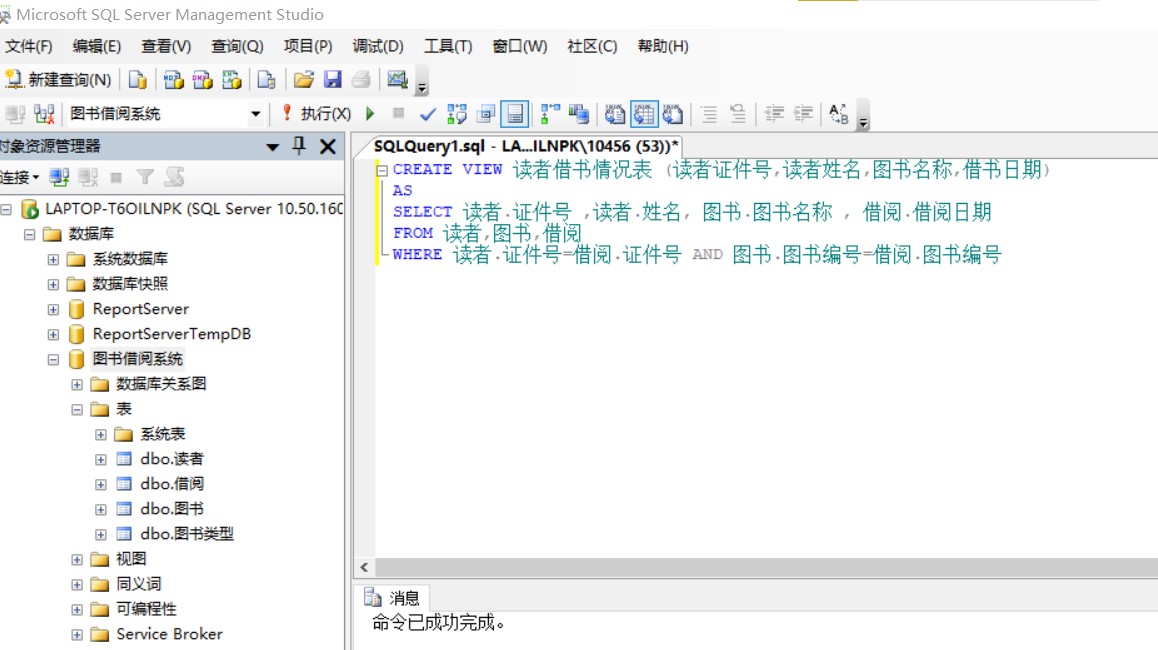 Microsoft SQL Server Management Studio
文件(F) 编辑(E) 查看(V) 查询(Q) 项目(P) 调试(D) 工具(T) 窗口(W) 社区(C) 帮助(H)
新建查询(N)
图书借阅系统 执行(X)
对象资源管理器
连接
LAPTOP-T6OILNPK (SQL Server 10.50.160
数据库
系统数据库
数据库快照
ReportServer
ReportServerTempDB
图书借阅系统
数据库关系图
表
系统表
dbo.读者
dbo.借阅
dbo.图书
dbo.图书类型
视图
同义词
可编程性
Service Broker
SQLQuery1.sql - LA...ILNPK\10456 (53))*
CREATE VIEW 读者借书情况表 (读者证件号,读者姓名,图书名称,借书日期)
AS
SELECT 读者.证件号 ,读者.姓名, 图书.图书名称 , 借阅.借阅日期
FROM 读者,图书,借阅
WHERE 读者.证件号=借阅.证件号 AND 图书.图书编号=借阅.图书编号
消息
命令已成功完成。